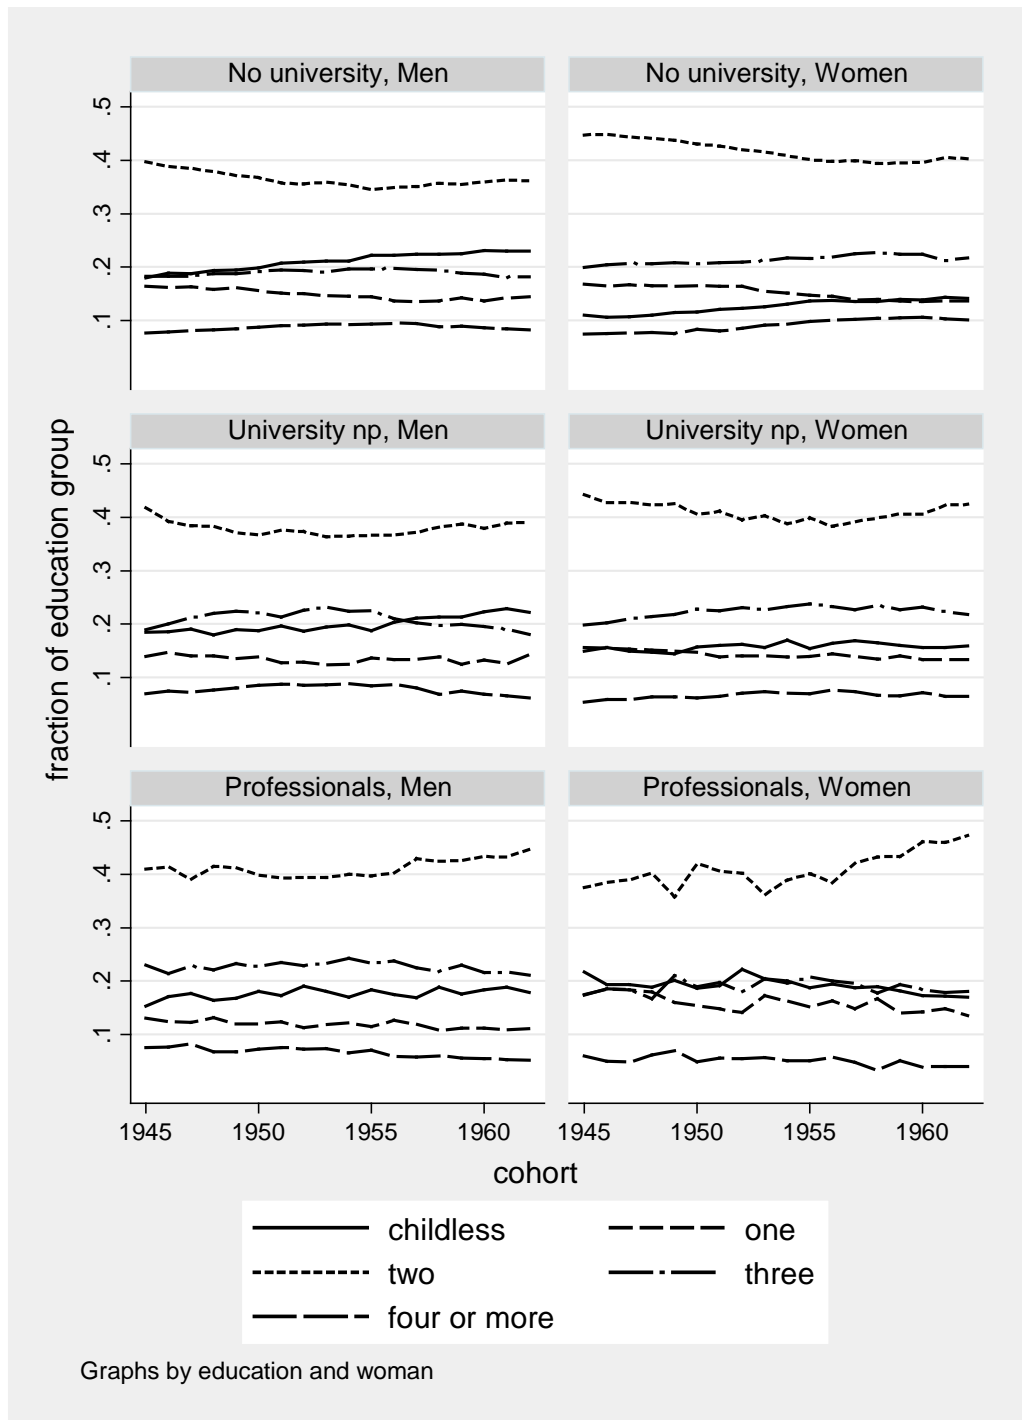 No university, Men
No university, Women
.5
.4
.3
.2
.1
University np, Men
University np, Women
.5
.4
.3
.2
.1
Professionals, Men
Professionals, Women
.5
.4
.3
.2
.1
fraction of education group
1945 1950 1955 1960
1945 1950 1955 1960
cohort
childless
one
two
three
four or more
Graphs by education and woman